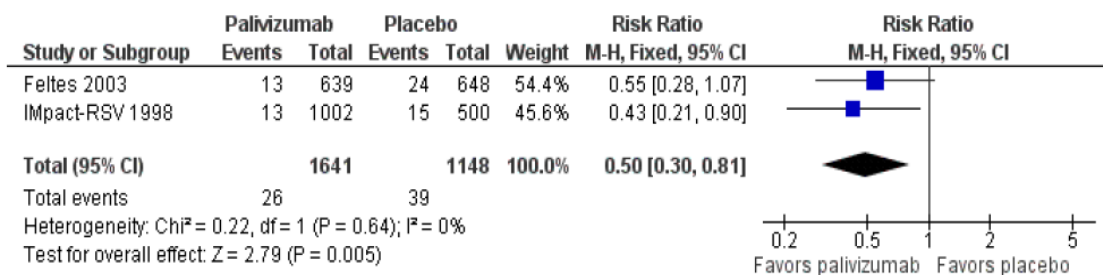 Palivizumab Placebo Risk Ratio Risk Ratio
Study or Subgroup Events Total Events Total Weight M-H, Fixed, 95% CI M-H, Fixed, 95% CI
Feltes 2003 13 639 24 648 54.4% 0.55 [0.28, 1.07]
IMpact-RSV 1998 13 1002 15 500 45.6% 0.43 [0.21, 0.90]
Total (95% CI) 1641 1148 100.0% 0.50 [0.30, 0.81]
Total events 26 39
Heterogeneity: Chi² = 0.22, df = 1 (P = 0.64); I² = 0%
Test for overall effect: Z = 2.79 (P = 0.005)
0.2 0.5 1 2 5
Favors palivizumab Favors placebo